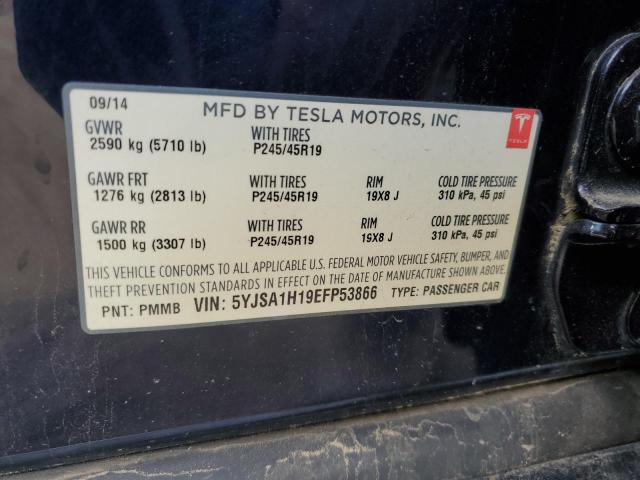 09/14 MFD BY TESLA MOTORS, INC.
TESLA
GVWR WITH TIRES
2590 kg (5710 lb) P245/45R19
GAWR FRT WITH TIRES RIM COLD TIRE PRESSURE
1276 kg (2813 lb) P245/45R19 19X8 J 310 kPa, 45 psi
GAWR RR WITH TIRES RIM COLD TIRE PRESSURE
1500 kg (3307 lb) P245/45R19 19X8 J 310 kPa, 45 psi
THIS VEHICLE CONFORMS TO ALL APPLICABLE U.S. FEDERAL MOTOR VEHICLE SAFETY, BUMPER, AND
THEFT PREVENTION STANDARDS IN EFFECT ON THE DATE OF MANUFACTURE SHOWN ABOVE.
PNT: PMMB VIN: 5YJSA1H19EFP53866 TYPE: PASSENGER CAR